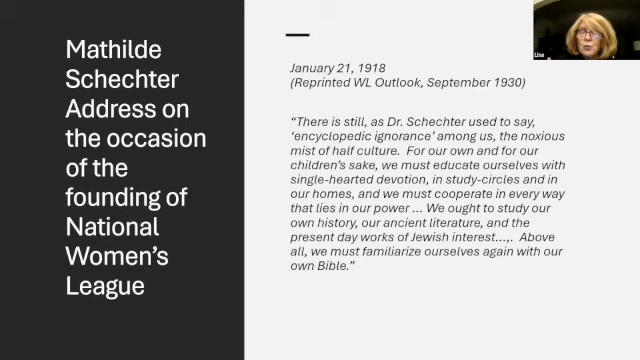 Mathilde
Schechter
Address on
the occasion
of the
founding of
National
Women's
League
January 21, 1918
(Reprinted WL Outlook, September 1930)
"There is still, as Dr. Schechter used to say,
'encyclopedic ignorance' among us, the noxious
mist of half culture. For our own and for our
children's sake, we must educate ourselves with
single-hearted devotion, in study-circles and in
our homes, and we must cooperate in every way
that lies in our power ... We ought to study our
own history, our ancient literature, and the
present day works of Jewish interest...,. Above
all, we must familiarize ourselves again with our
own Bible."
Lisa